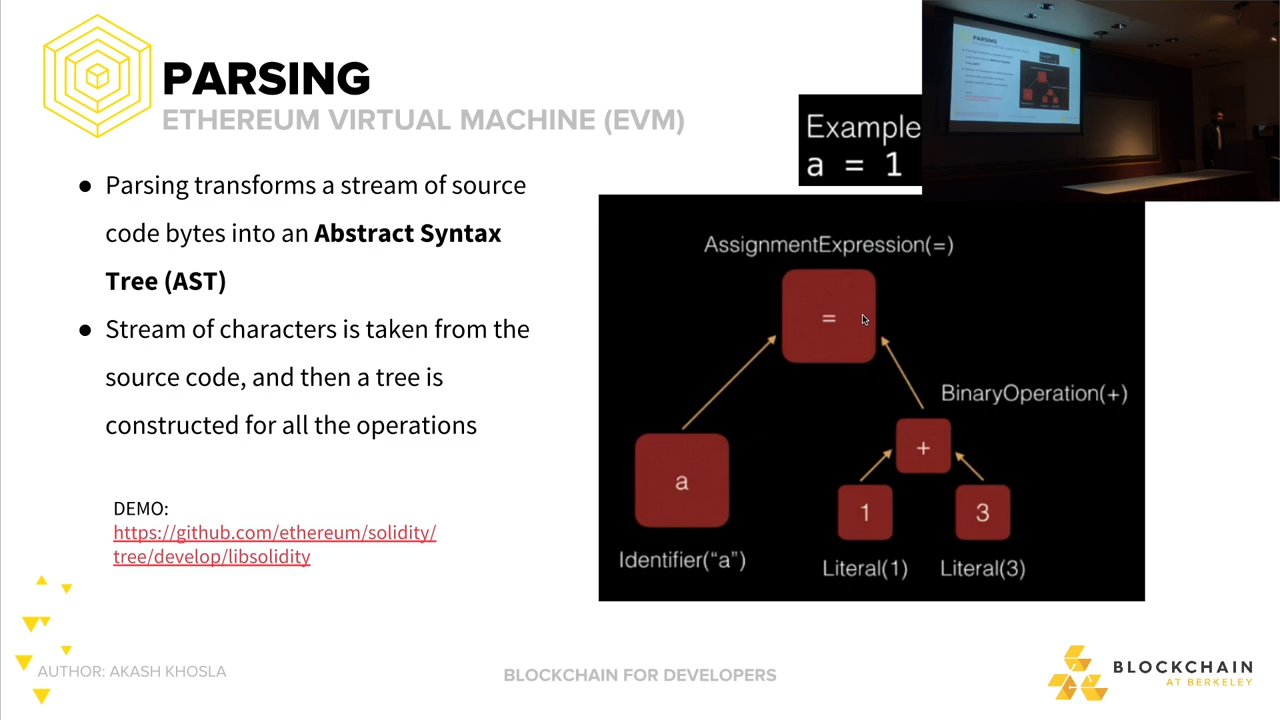 PARSING
ETHEREUM VIRTUAL MACHINE (EVM)
● Parsing transforms a stream of source
code bytes into an Abstract Syntax
Tree (AST)
● Stream of characters is taken from the
source code, and then a tree is
constructed for all the operations
DEMO:
https://github.com/ethereum/solidity/
tree/develop/libsolidity
Example
a = 1
AssignmentExpression(=)
=
BinaryOperation(+)
+
a
1
3
Identifier(“a”)
Literal(1)
Literal(3)
AUTHOR: AKASH KHOSLA
BLOCKCHAIN FOR DEVELOPERS
BLOCKCHAIN
AT BERKELEY
PARSING